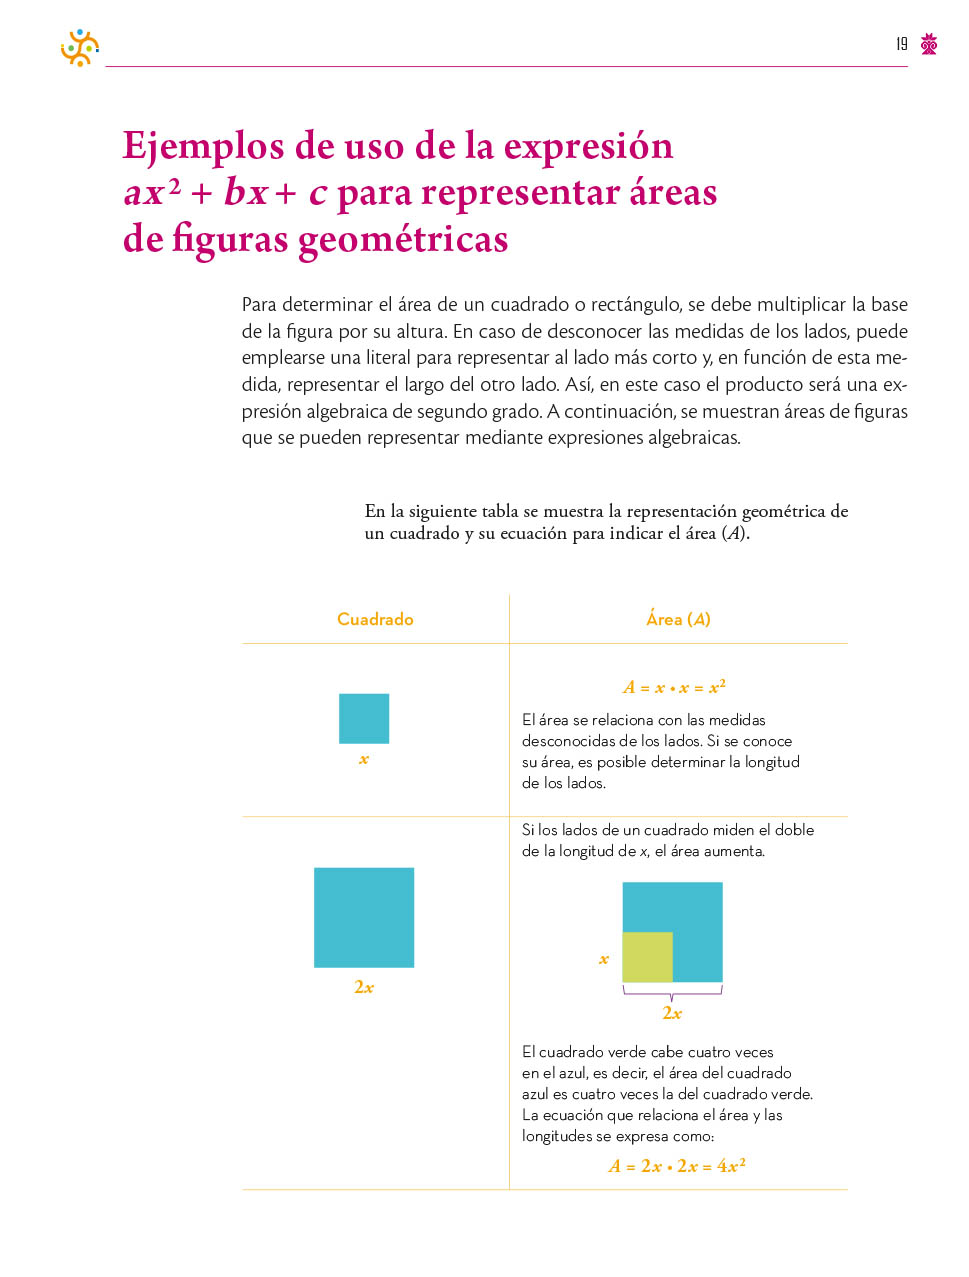 19
Ejemplos de uso de la expresión
ax² + bx + c para representar áreas
de figuras geométricas
Para determinar el área de un cuadrado o rectángulo, se debe multiplicar la base
de la figura por su altura. En caso de desconocer las medidas de los lados, puede
emplearse una literal para representar al lado más corto y, en función de esta me-
dida, representar el largo del otro lado. Así, en este caso el producto será una ex-
presión algebraica de segundo grado. A continuación, se muestran áreas de figuras
que se pueden representar mediante expresiones algebraicas.
En la siguiente tabla se muestra la representación geométrica de
un cuadrado y su ecuación para indicar el área (A).
Cuadrado
Área (A)
x
A = x • x = x²
El área se relaciona con las medidas
desconocidas de los lados. Si se conoce
su área, es posible determinar la longitud
de los lados.
2x
Si los lados de un cuadrado miden el doble
de la longitud de x, el área aumenta.
x
2x
El cuadrado verde cabe cuatro veces
en el azul, es decir, el área del cuadrado
azul es cuatro veces la del cuadrado verde.
La ecuación que relaciona el área y las
longitudes se expresa como:
A = 2x • 2x = 4x²